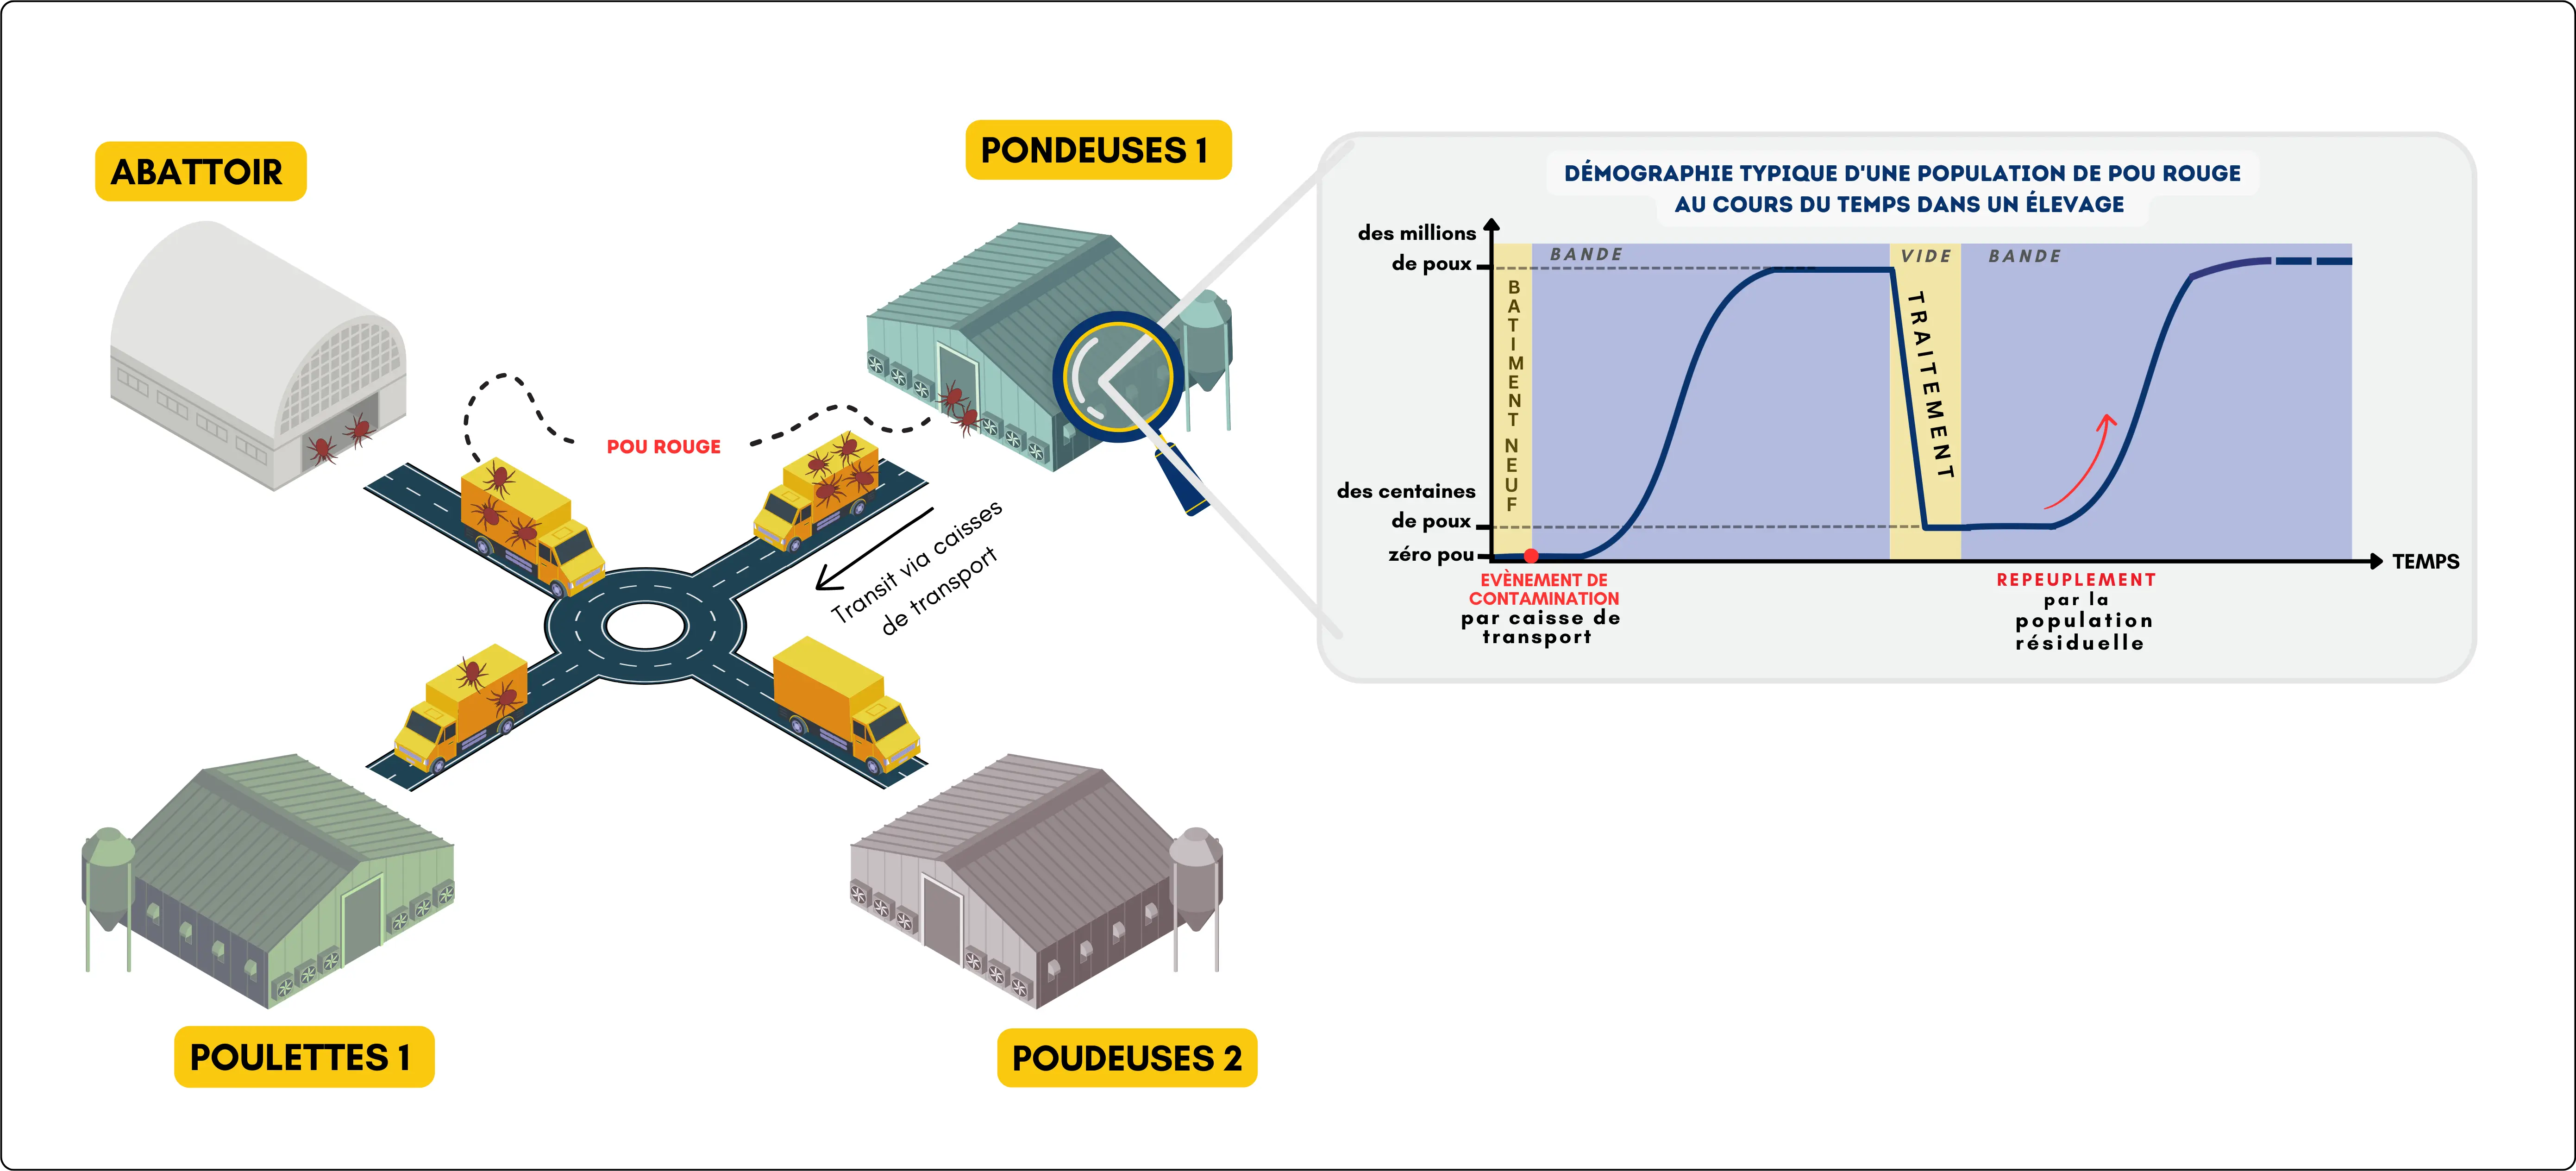 ABATTOIR
PONDEUSES 1
POU ROUGE
Transit via caisses
de transport
POULETTES 1
POUDEUSES 2
DÉMOGRAPHIE TYPIQUE D'UNE POPULATION DE POU ROUGE
AU COURS DU TEMPS DANS UN ÉLEVAGE
des millions
de poux
des centaines
de poux
zéro pou
BATIMENT NEUF
BANDE
VIDE
TRAITEMENT
BANDE
TEMPS
EVÈNEMENT DE
CONTAMINATION
par caisse de
transport
REPEUPLEMENT
par la
population
résiduelle